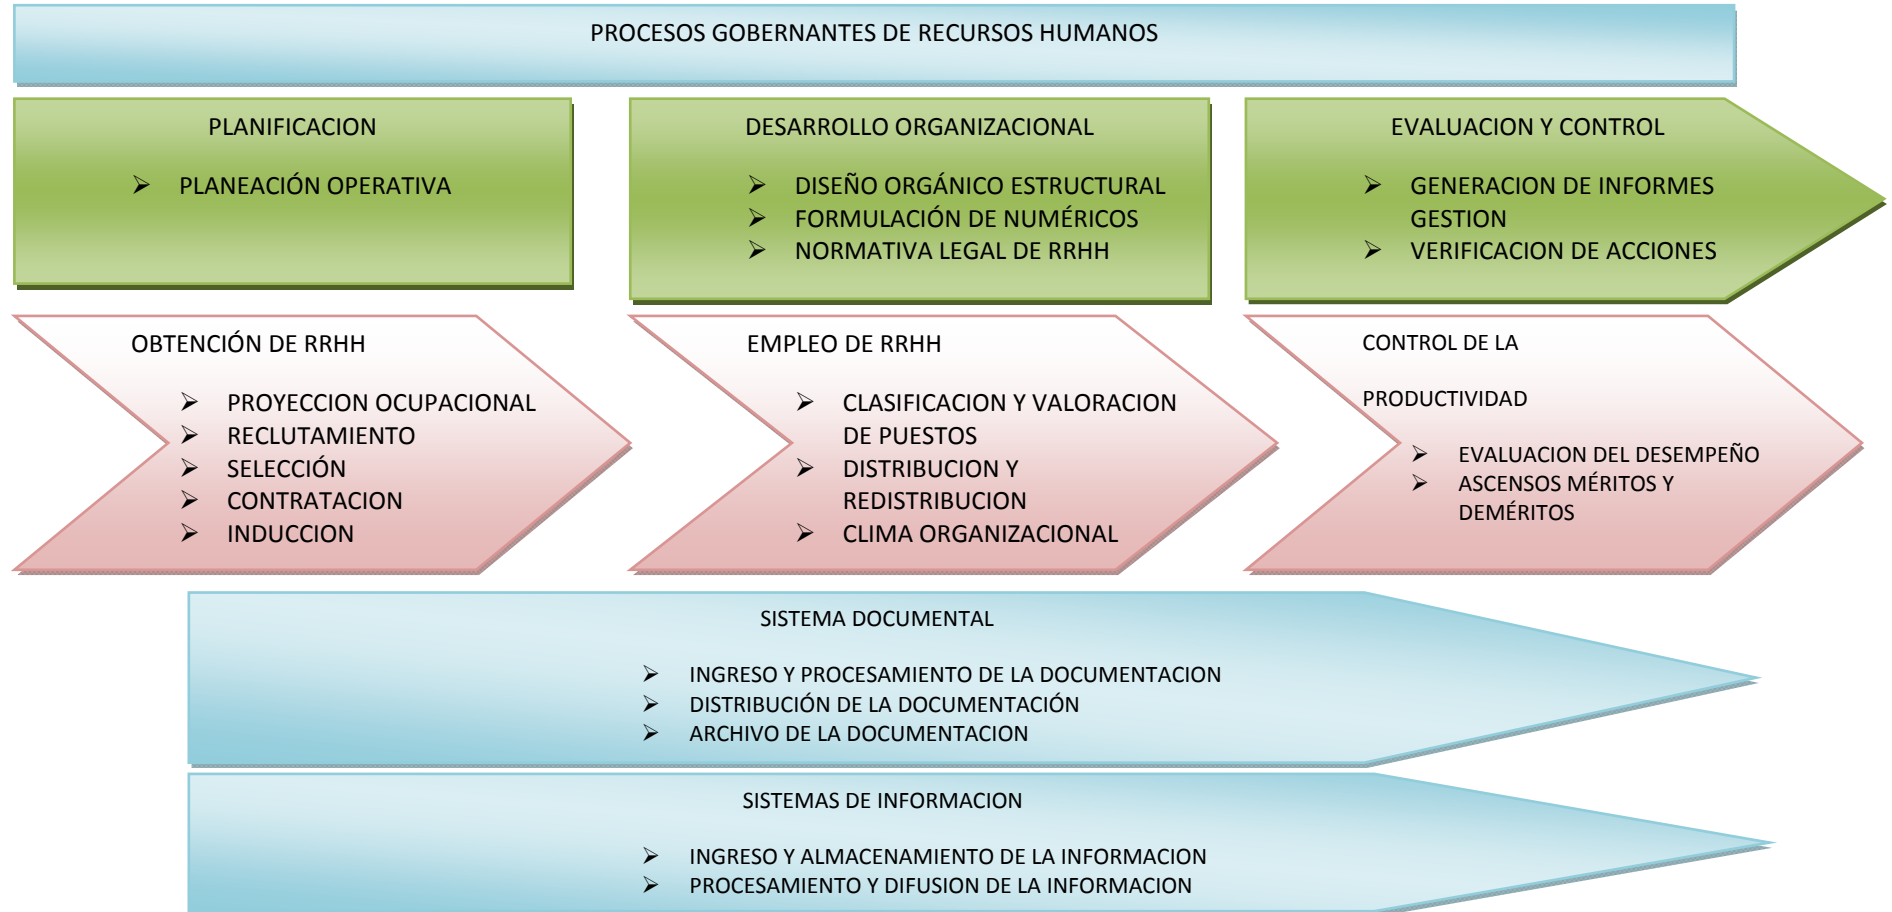 PROCESOS GOBERNANTES DE RECURSOS HUMANOS
PLANIFICACION
➢ PLANEACIÓN OPERATIVA
DESARROLLO ORGANIZACIONAL
➢ DISEÑO ORGÁNICO ESTRUCTURAL
➢ FORMULACIÓN DE NUMÉRICOS
➢ NORMATIVA LEGAL DE RRHH
EVALUACION Y CONTROL
➢ GENERACION DE INFORMES
GESTION
➢ VERIFICACION DE ACCIONES
OBTENCIÓN DE RRHH
➢ PROYECCION OCUPACIONAL
➢ RECLUTAMIENTO
➢ SELECCIÓN
➢ CONTRATACION
➢ INDUCCION
EMPLEO DE RRHH
➢ CLASIFICACION Y VALORACION
DE PUESTOS
➢ DISTRIBUCION Y
REDISTRIBUCION
➢ CLIMA ORGANIZACIONAL
CONTROL DE LA
PRODUCTIVIDAD
➢ EVALUACION DEL DESEMPEÑO
➢ ASCENSOS MÉRITOS Y
DEMÉRITOS
SISTEMA DOCUMENTAL
➢ INGRESO Y PROCESAMIENTO DE LA DOCUMENTACION
➢ DISTRIBUCIÓN DE LA DOCUMENTACIÓN
➢ ARCHIVO DE LA DOCUMENTACION
SISTEMAS DE INFORMACION
➢ INGRESO Y ALMACENAMIENTO DE LA INFORMACION
➢ PROCESAMIENTO Y DIFUSION DE LA INFORMACION